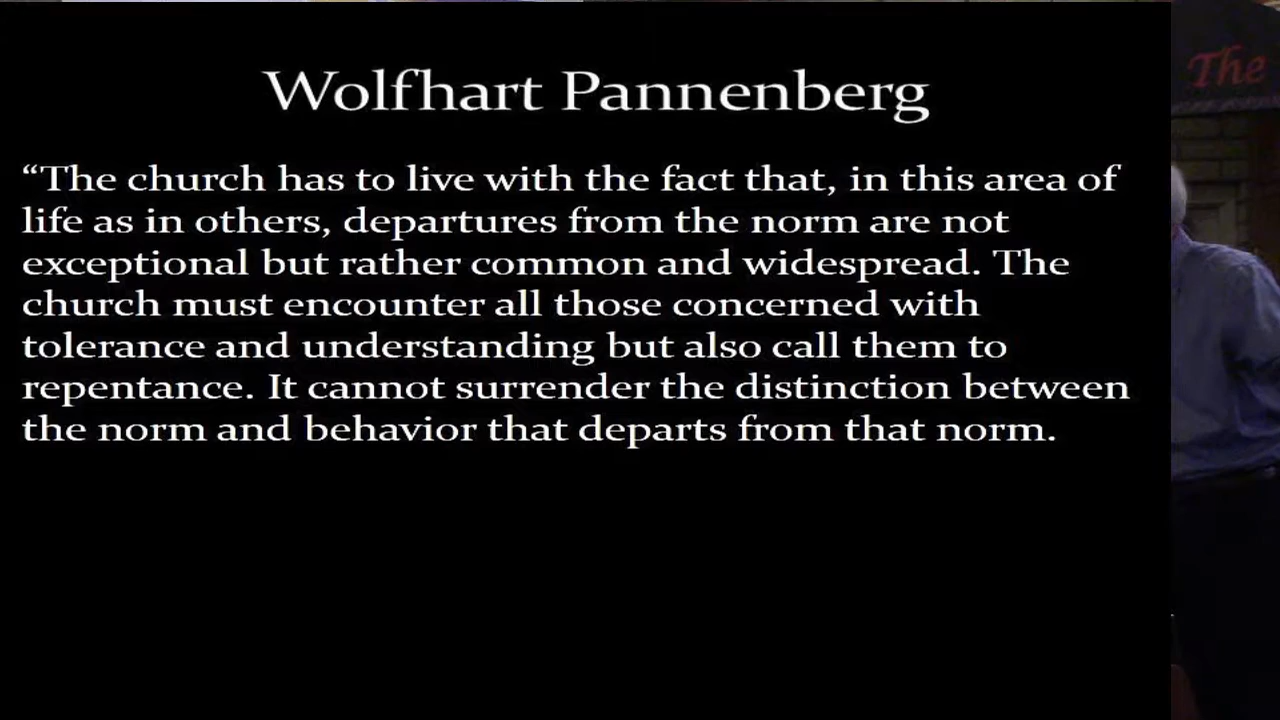 Wolfhart Pannenberg
“The church has to live with the fact that, in this area of
life as in others, departures from the norm are not
exceptional but rather common and widespread. The
church must encounter all those concerned with
tolerance and understanding but also call them to
repentance. It cannot surrender the distinction between
the norm and behavior that departs from that norm.
The